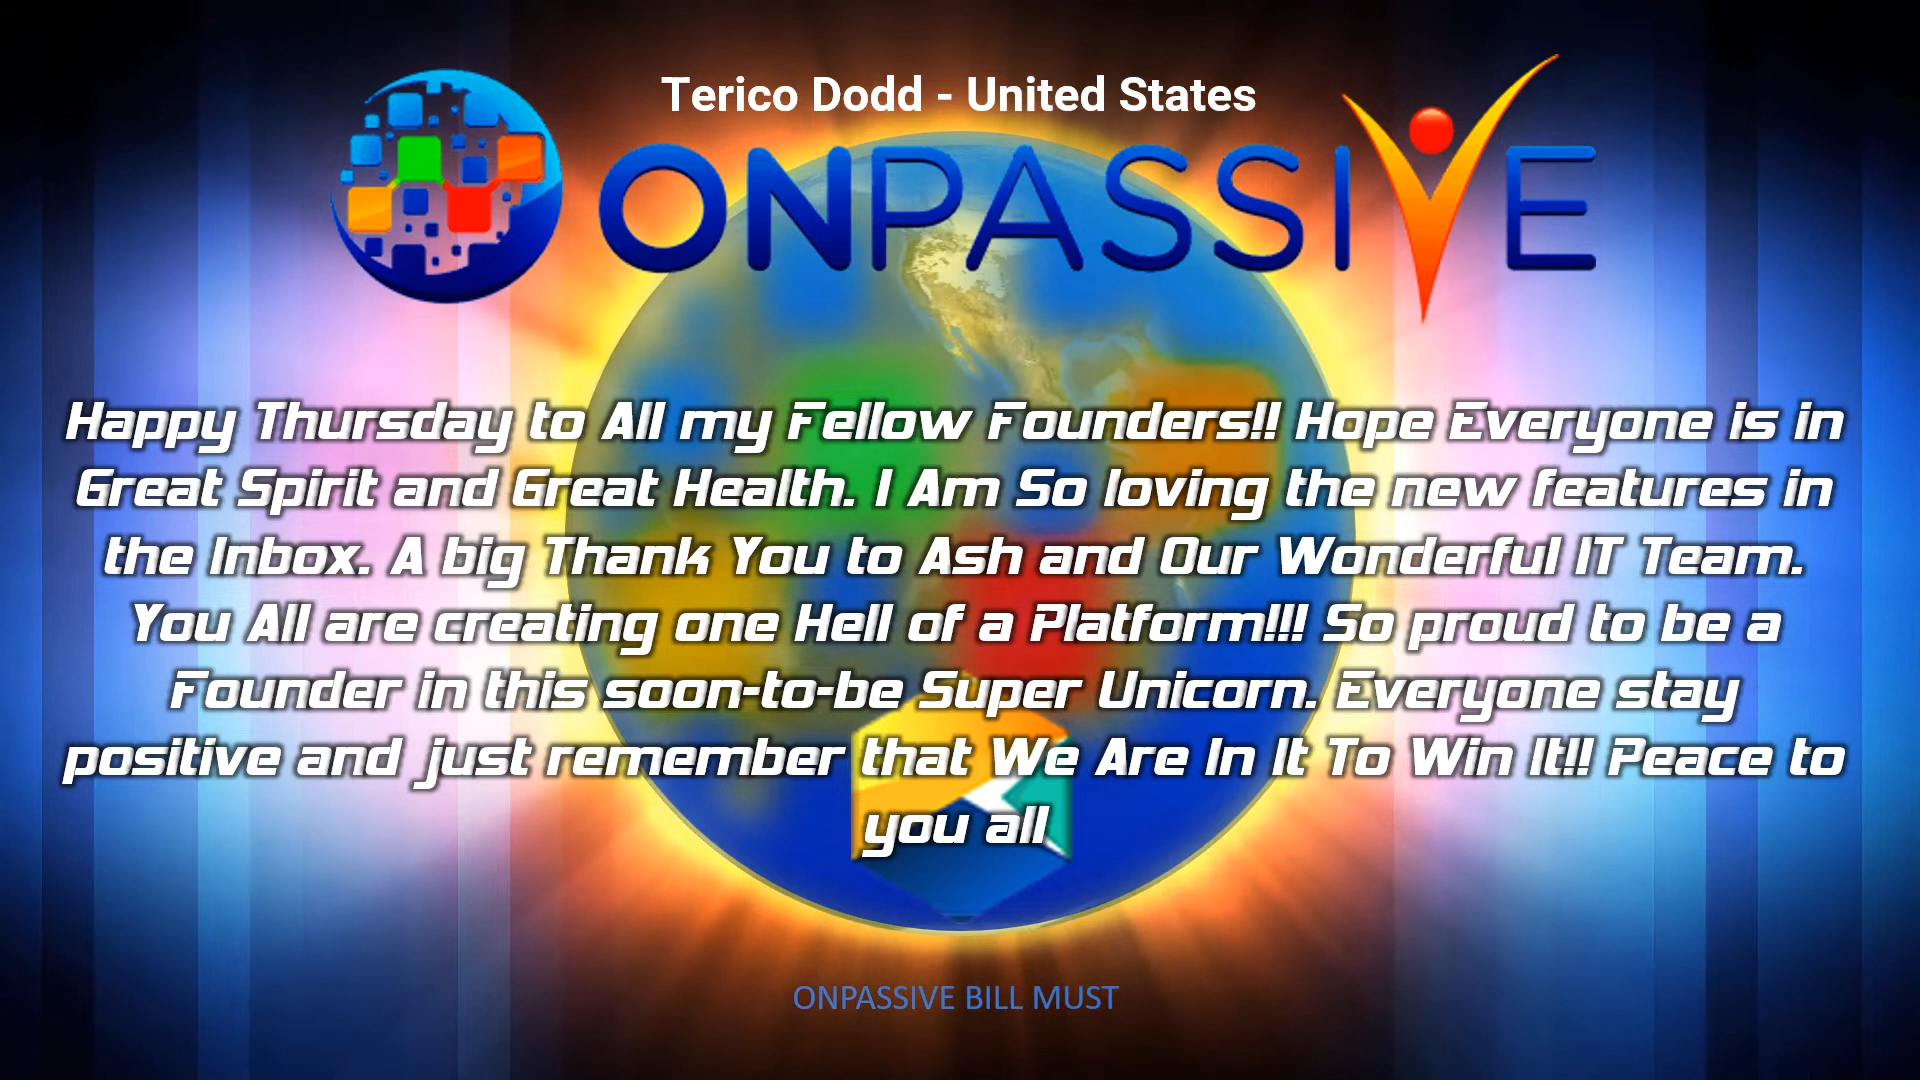 Terico Dodd - United States
ONPASSIVE
Happy Thursday to All my Fellow Founders!! Hope Everyone is in
Great Spirit and Great Health. I Am So loving the new features in
the Inbox. A big Thank You to Ash and Our Wonderful IT Team.
You All are creating one Hell of a Platform!!! So proud to be a
Founder in this soon-to-be Super Unicorn. Everyone stay
positive and just remember that We Are In It To Win It!! Peace to
you all
ONPASSIVE BILL MUST